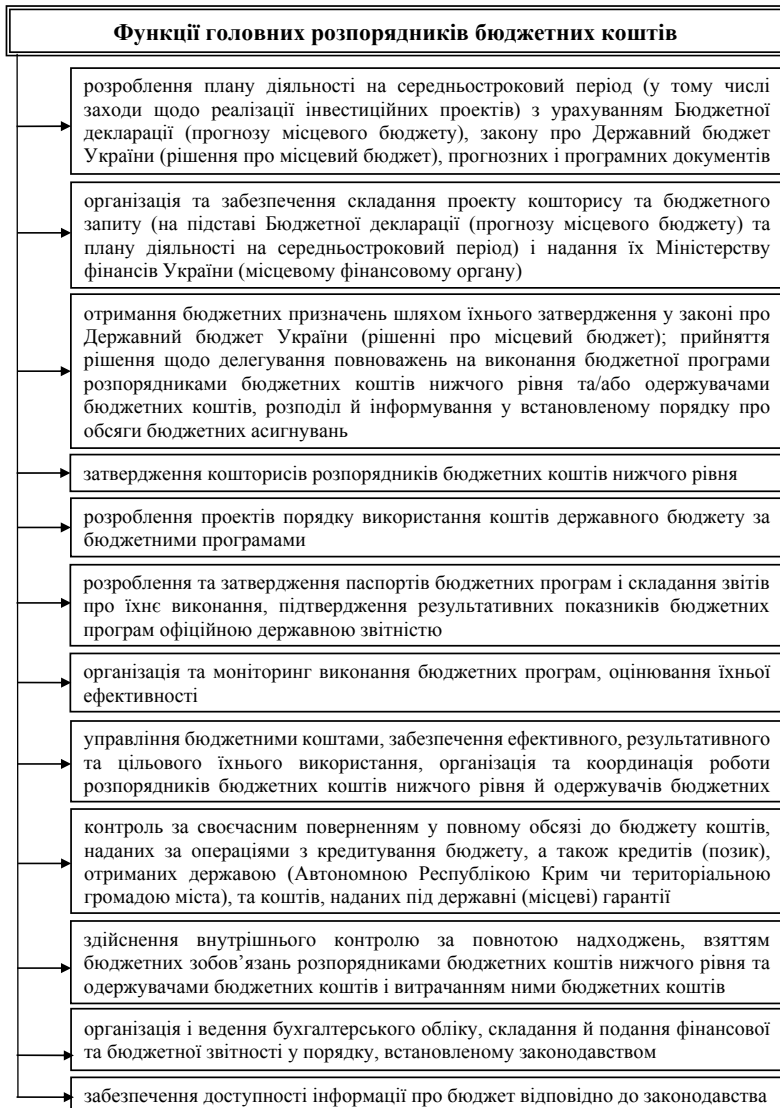 Функції головних розпорядників бюджетних коштів
розроблення плану діяльності на середньостроковий період (у тому числі
заходи щодо реалізації інвестиційних проектів) з урахуванням Бюджетної
декларації (прогнозу місцевого бюджету), закону про Державний бюджет
України (рішення про місцевий бюджет), прогнозних і програмних документів
організація та забезпечення складання проекту кошторису та бюджетного
запиту (на підставі Бюджетної декларації (прогнозу місцевого бюджету) та
плану діяльності на середньостроковий період) і надання їх Міністерству
фінансів України (місцевому фінансовому органу)
отримання бюджетних призначень шляхом їхнього затвердження у законі про
Державний бюджет України (рішенні про місцевий бюджет); прийняття
рішення щодо делегування повноважень на виконання бюджетної програми
розпорядниками бюджетних коштів нижчого рівня та/або одержувачами
бюджетних коштів, розподіл й інформування у встановленому порядку про
обсяги бюджетних асигнувань
затвердження кошторисів розпорядників бюджетних коштів нижчого рівня
розроблення проектів порядку використання коштів державного бюджету за
бюджетними програмами
розроблення та затвердження паспортів бюджетних програм і складання звітів
про їхнє виконання, підтвердження результативних показників бюджетних
програм офіційною державною звітністю
організація та моніторинг виконання бюджетних програм, оцінювання їхньої
ефективності
управління бюджетними коштами, забезпечення ефективного, результативного
та цільового їхнього використання, організація та координація роботи
розпорядників бюджетних коштів нижчого рівня й одержувачів бюджетних
контроль за своєчасним поверненням у повному обсязі до бюджету коштів,
наданих за операціями з кредитування бюджету, а також кредитів (позик),
отриманих державою (Автономною Республікою Крим чи територіальною
громадою міста), та коштів, наданих під державні (місцеві) гарантії
здійснення внутрішнього контролю за повнотою надходжень, взяттям
бюджетних зобов’язань розпорядниками бюджетних коштів нижчого рівня та
одержувачами бюджетних коштів і витрачанням ними бюджетних коштів
організація і ведення бухгалтерського обліку, складання й подання фінансової
та бюджетної звітності у порядку, встановленому законодавством
забезпечення доступності інформації про бюджет відповідно до законодавства